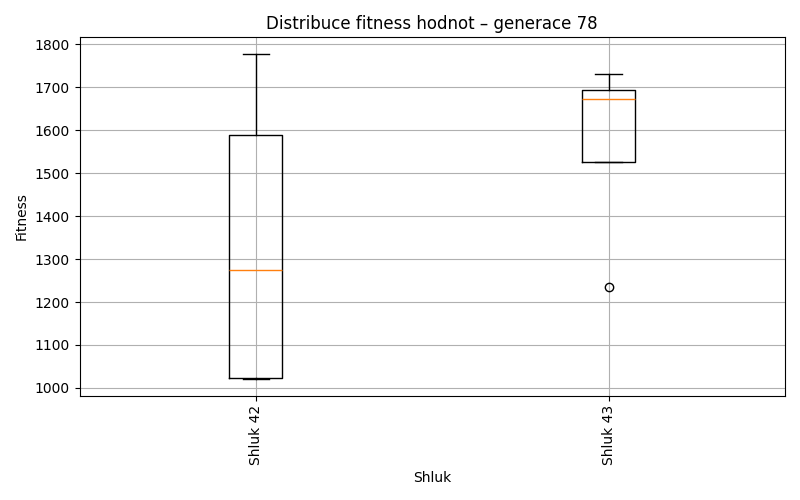 Distribuce fitness hodnot – generace 78
1800
1700
1600
1500
1400
1300
1200
1100
1000
Fitness
Shluk 42
Shluk 43
Shluk